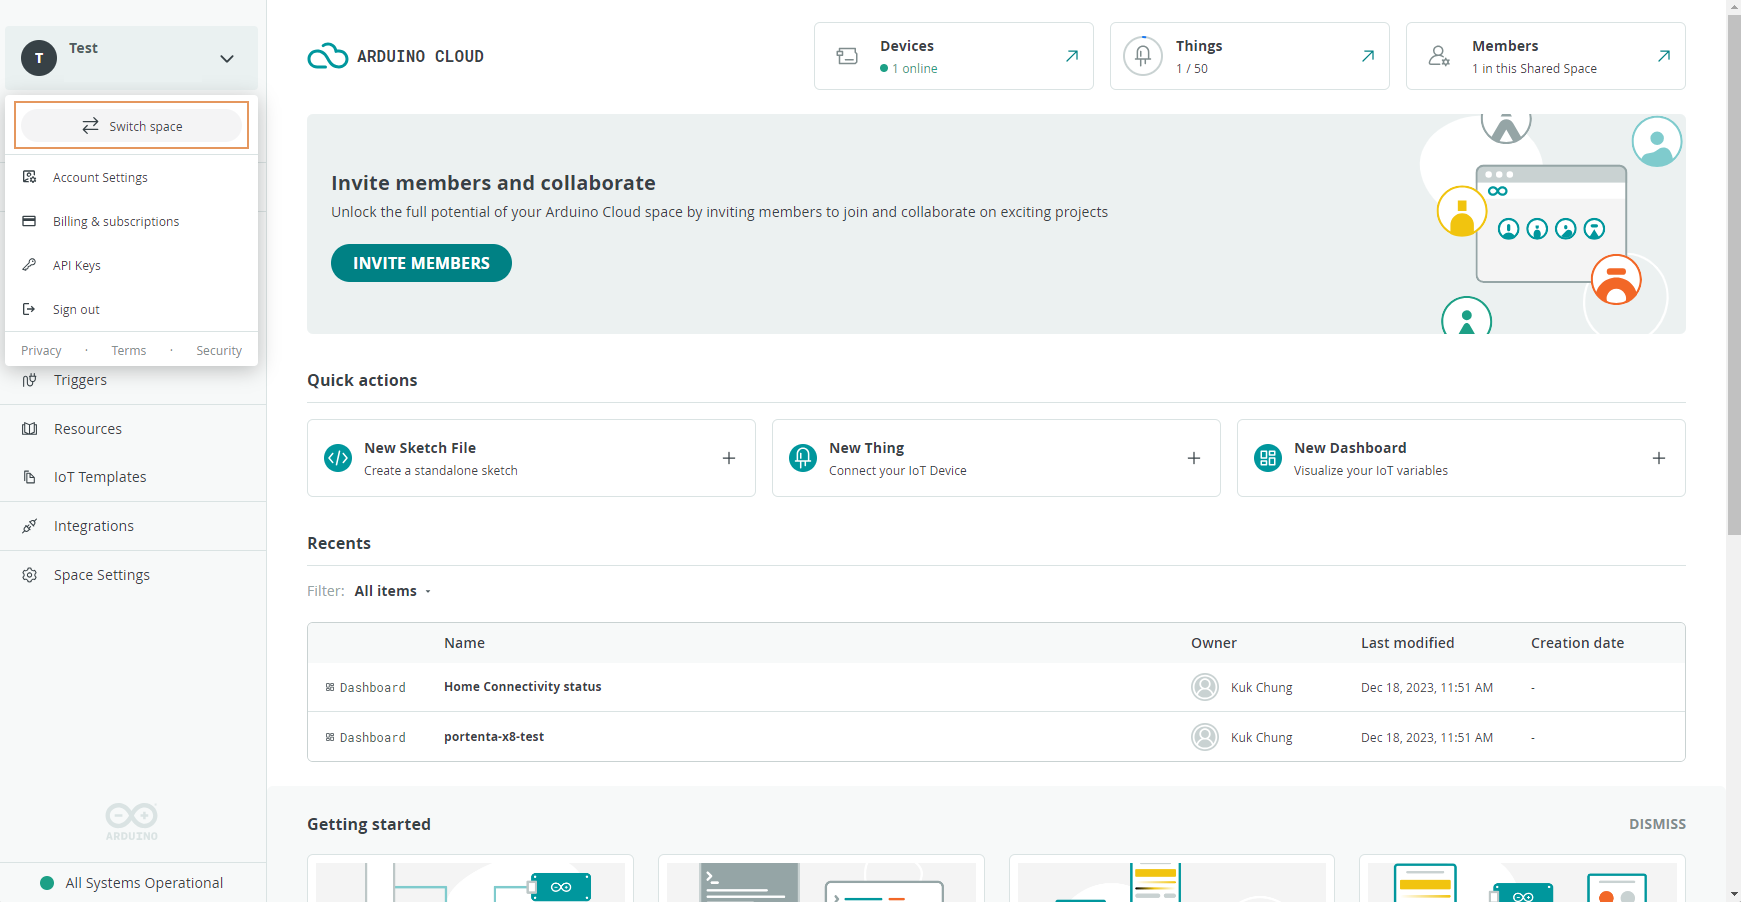 T
Test
Switch space
Account Settings
Billing & subscriptions
API Keys
Sign out
Privacy · Terms · Security
Triggers
Resources
IoT Templates
Integrations
Space Settings
ARDUINO
All Systems Operational
ARDUINO CLOUD
Devices
1 online
Things
1 / 50
Members
1 in this Shared Space
Invite members and collaborate
Unlock the full potential of your Arduino Cloud space by inviting members to join and collaborate on exciting projects
INVITE MEMBERS
Quick actions
New Sketch File
Create a standalone sketch
New Thing
Connect your IoT Device
New Dashboard
Visualize your IoT variables
Recents
Filter: All items
Name Owner Last modified Creation date
Dashboard Home Connectivity status Kuk Chung Dec 18, 2023, 11:51 AM -
Dashboard portenta-x8-test Kuk Chung Dec 18, 2023, 11:51 AM -
Getting started
DISMISS